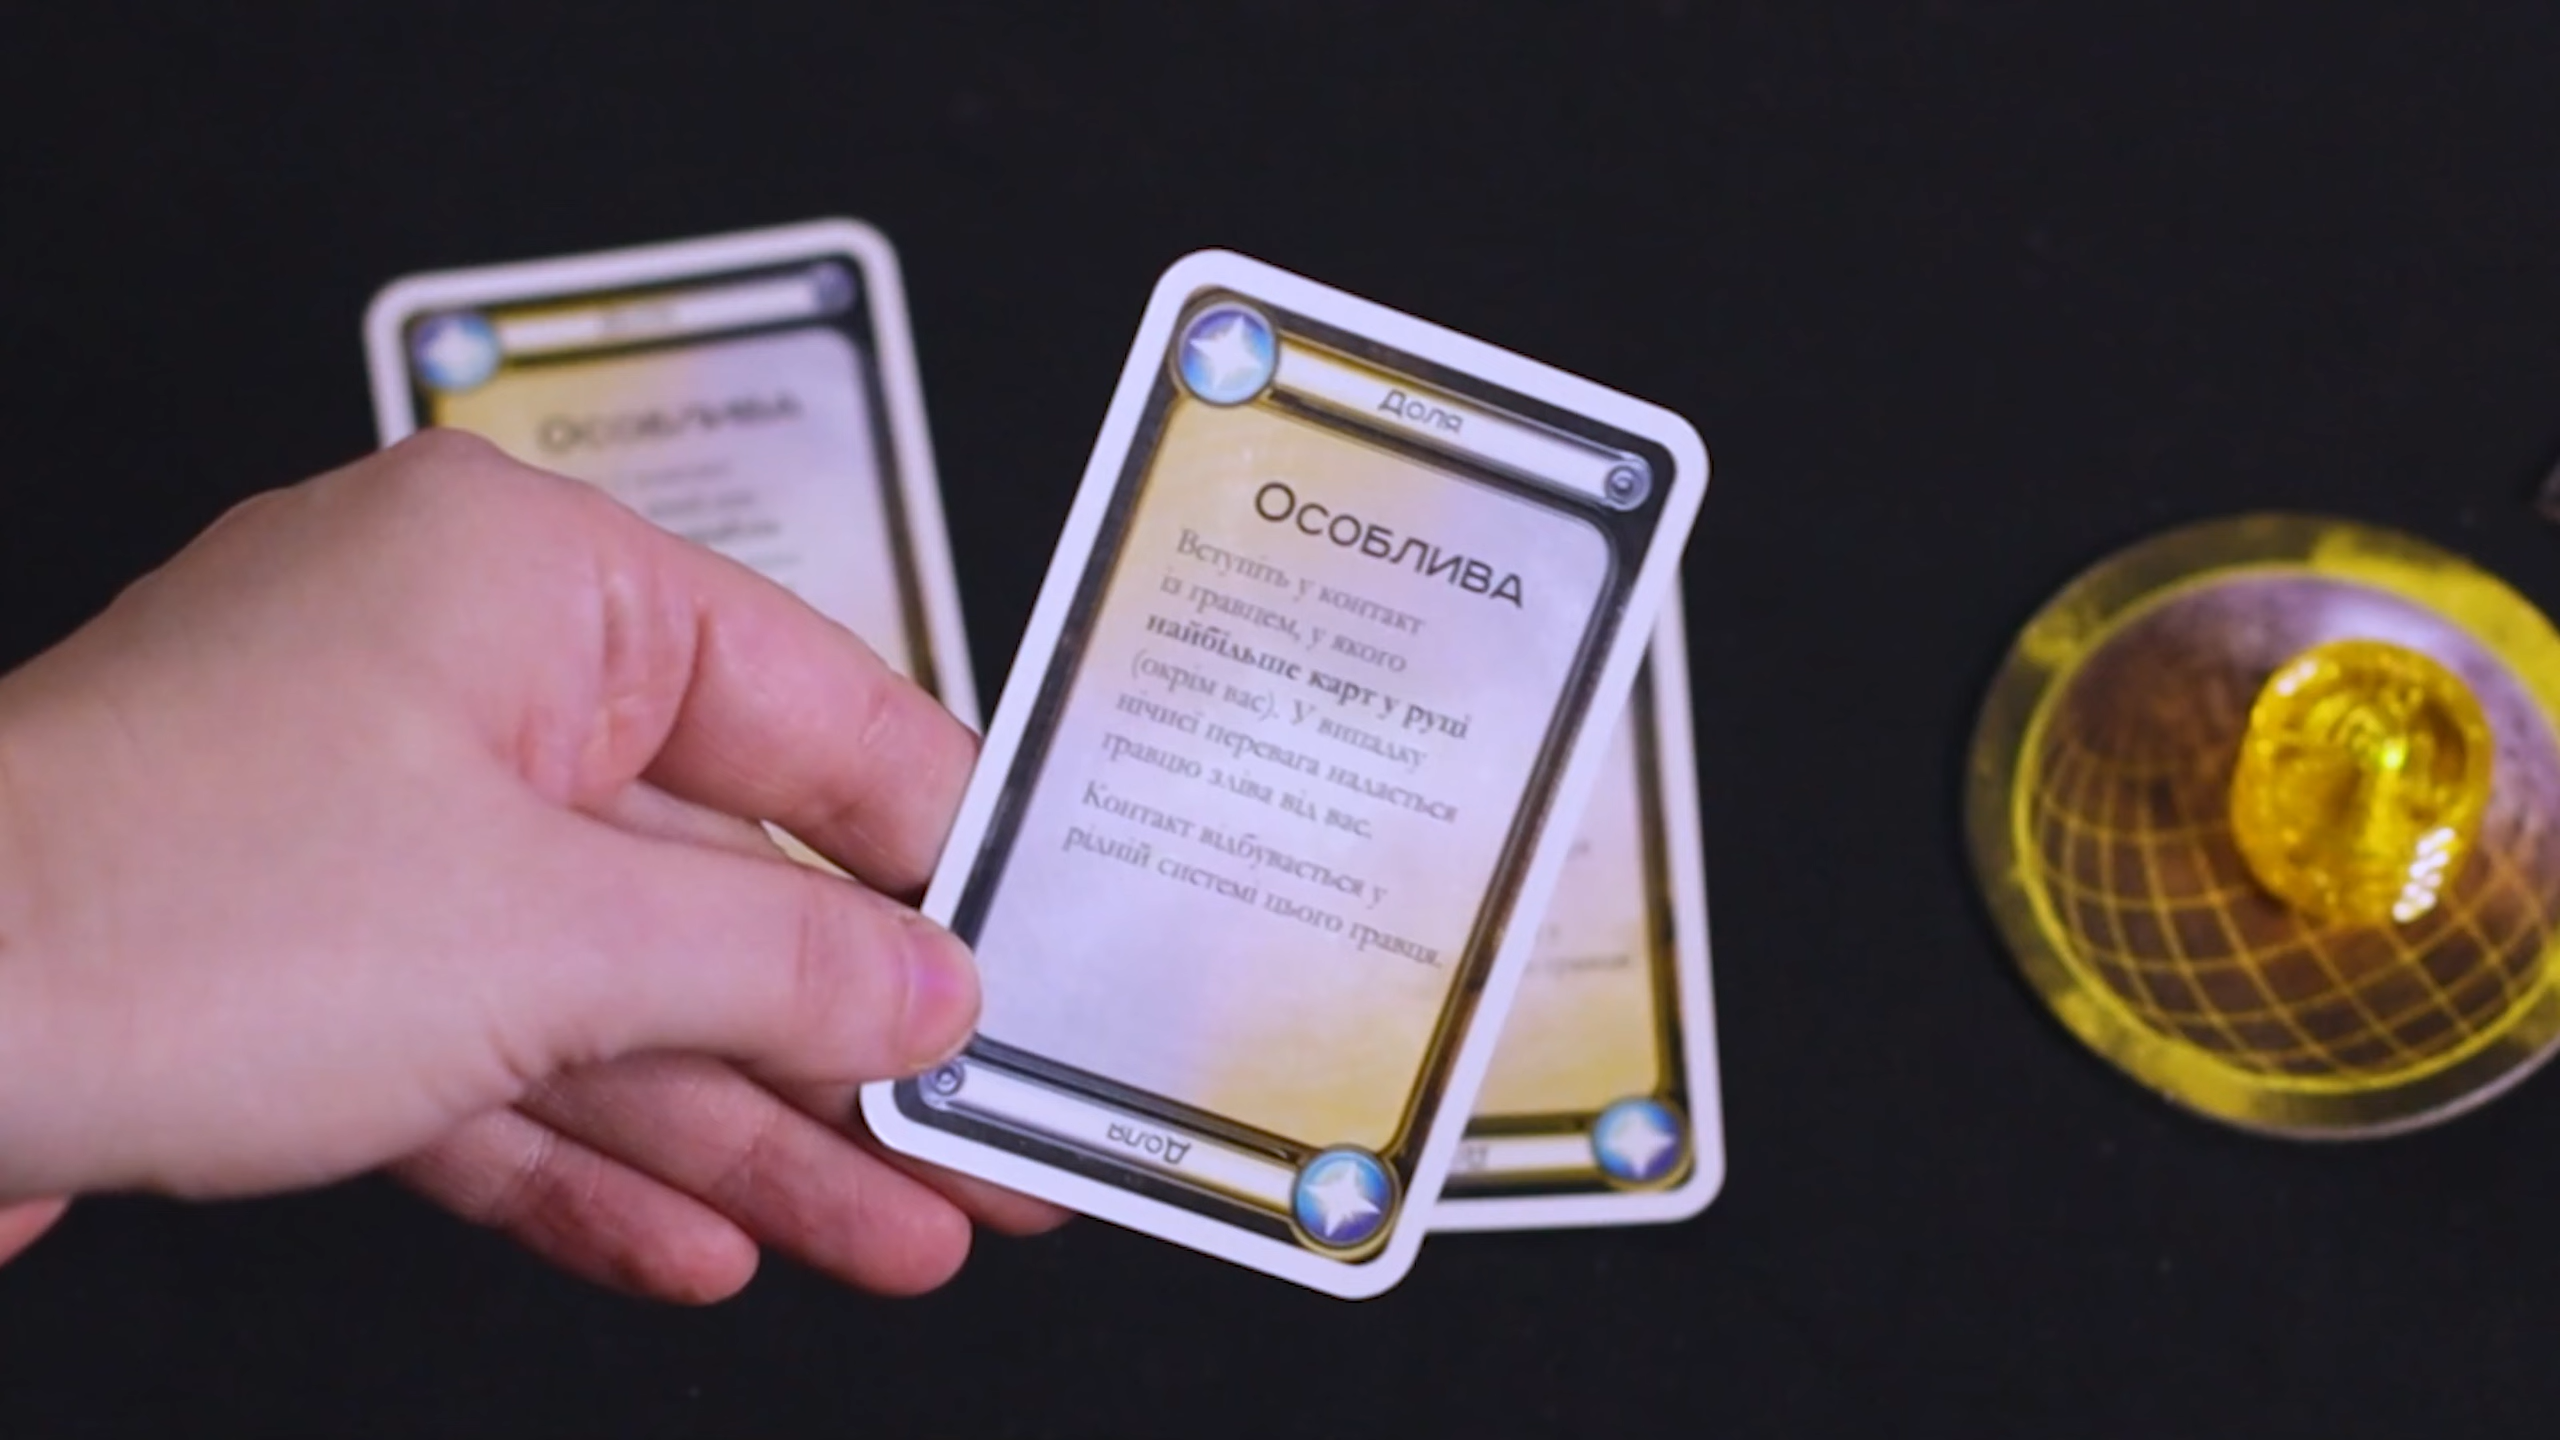 Особлива
Доля
Особлива
Вступіть у контакт
із гравцем, у якого
найбільше карт у руці
(окрім вас). У випадку
нічиєї перевага надається
гравцю зліва від вас.
Контакт відбувається у
рідній системі цього гравця.
Доля